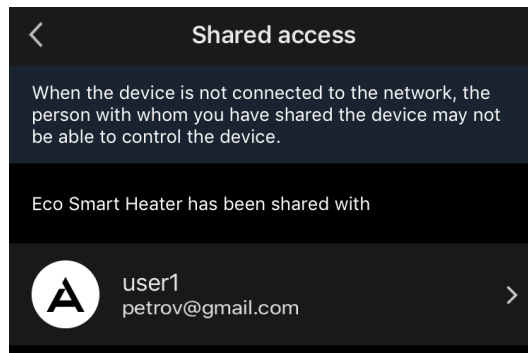 Shared access
When the device is not connected to the network, the
person with whom you have shared the device may not
be able to control the device.
Eco Smart Heater has been shared with
user1
petrov@gmail.com